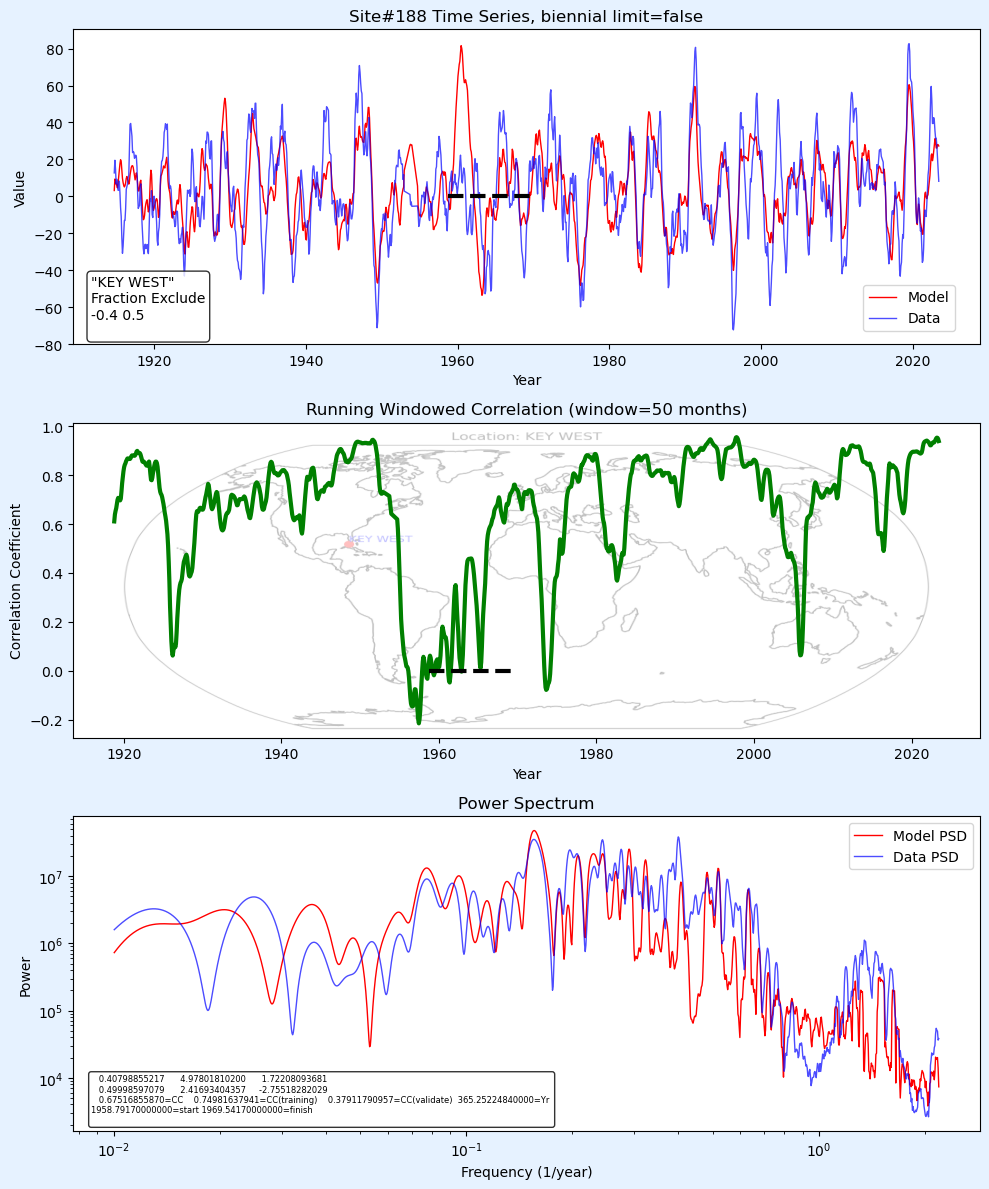 Site#188 Time Series, biennial limit=false
Value
80
60
40
20
0
−20
−40
−60
−80
"KEY WEST"
Fraction Exclude
-0.4 0.5
Model
Data
1920
1940
1960
1980
2000
2020
Year
Running Windowed Correlation (window=50 months)
Location: KEY WEST
KEY WEST
Correlation Coefficient
1.0
0.8
0.6
0.4
0.2
0.0
−0.2
1920
1940
1960
1980
2000
2020
Year
Power Spectrum
Model PSD
Data PSD
Power
10^7
10^6
10^5
10^4
0.40798855217 4.97801810200 1.72208093681
0.49998597079 2.41693404357 -2.75518282029
0.67516855870=CC 0.74981637941=CC(training) 0.37911790957=CC(validate) 365.25224840000=Yr
1958.79170000000=start 1969.54170000000=finish
10^−2
10^−1
10^0
Frequency (1/year)